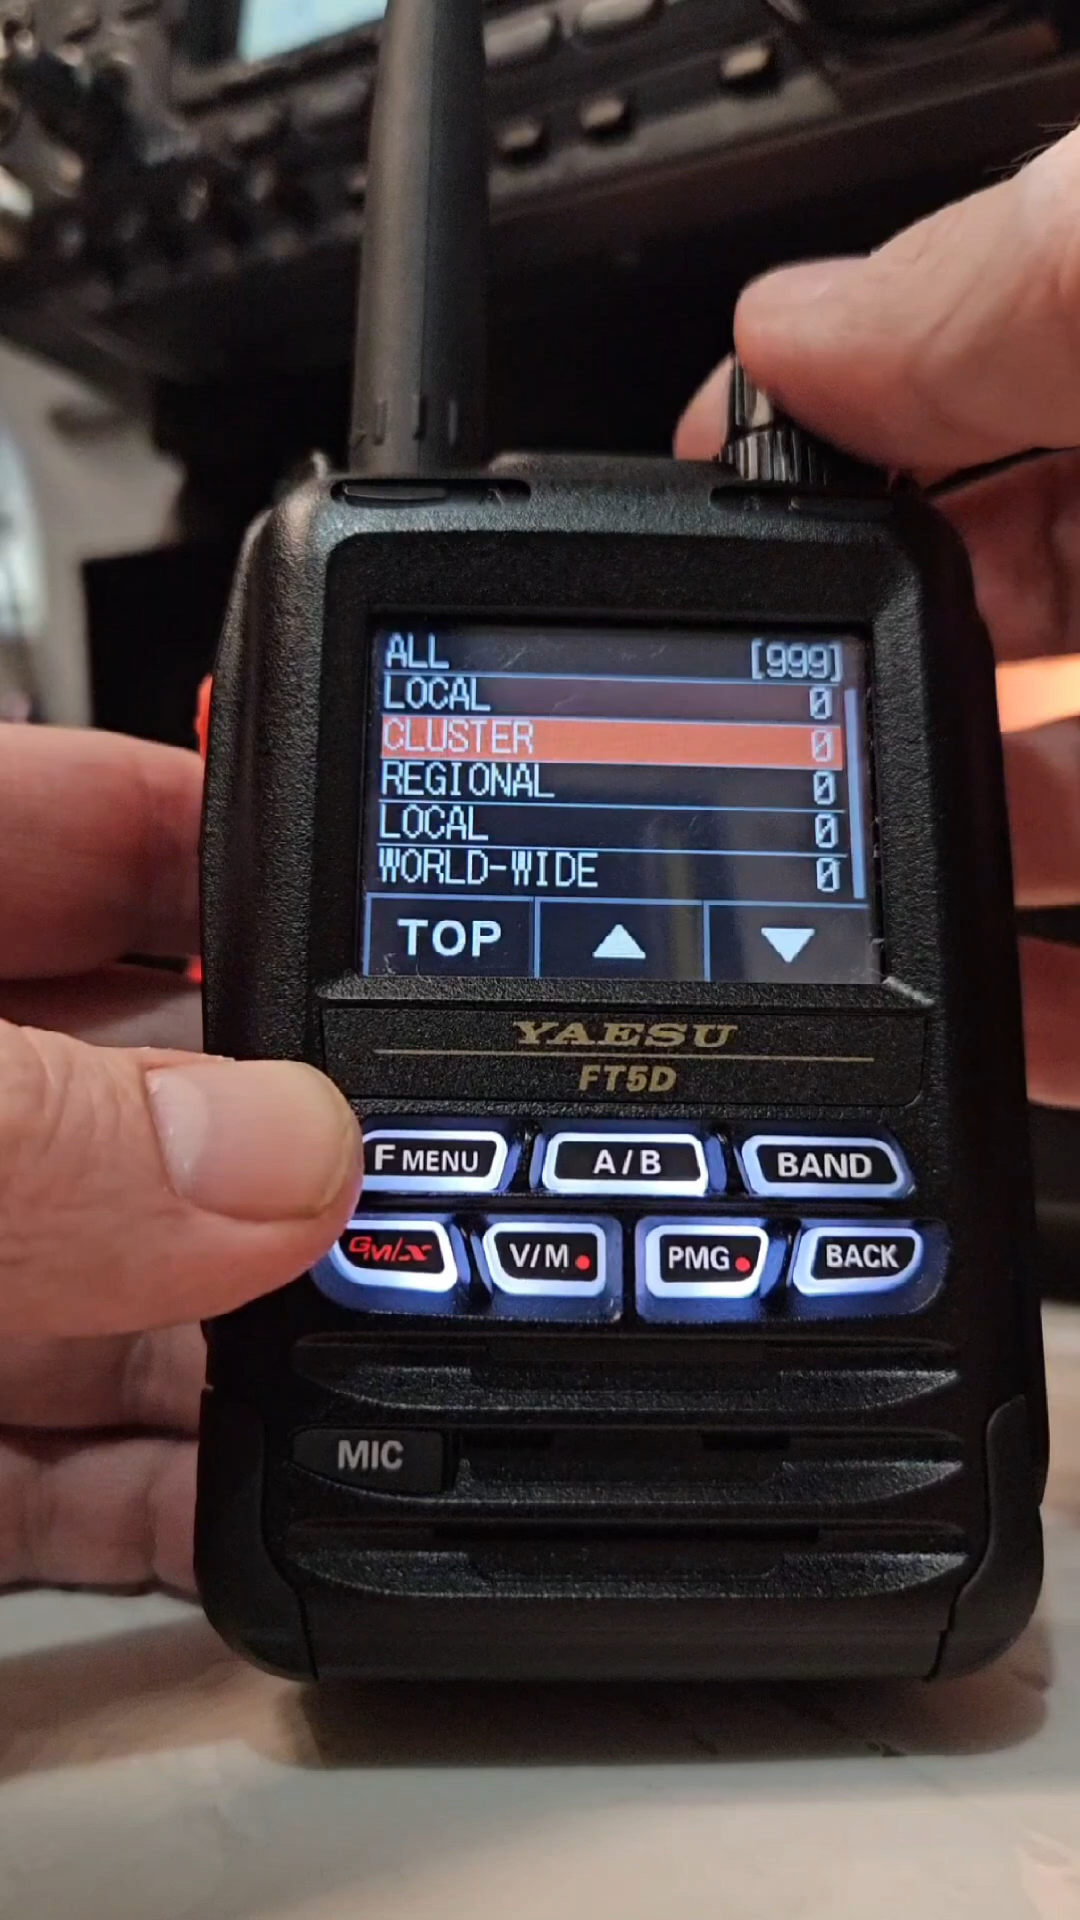 ALL [999]
LOCAL 0
CLUSTER 0
REGIONAL 0
LOCAL 0
WORLD-WIDE 0
TOP ▲ ▼
YAESU
FT5D
F MENU A/B BAND
GM/X V/M PMG BACK
MIC